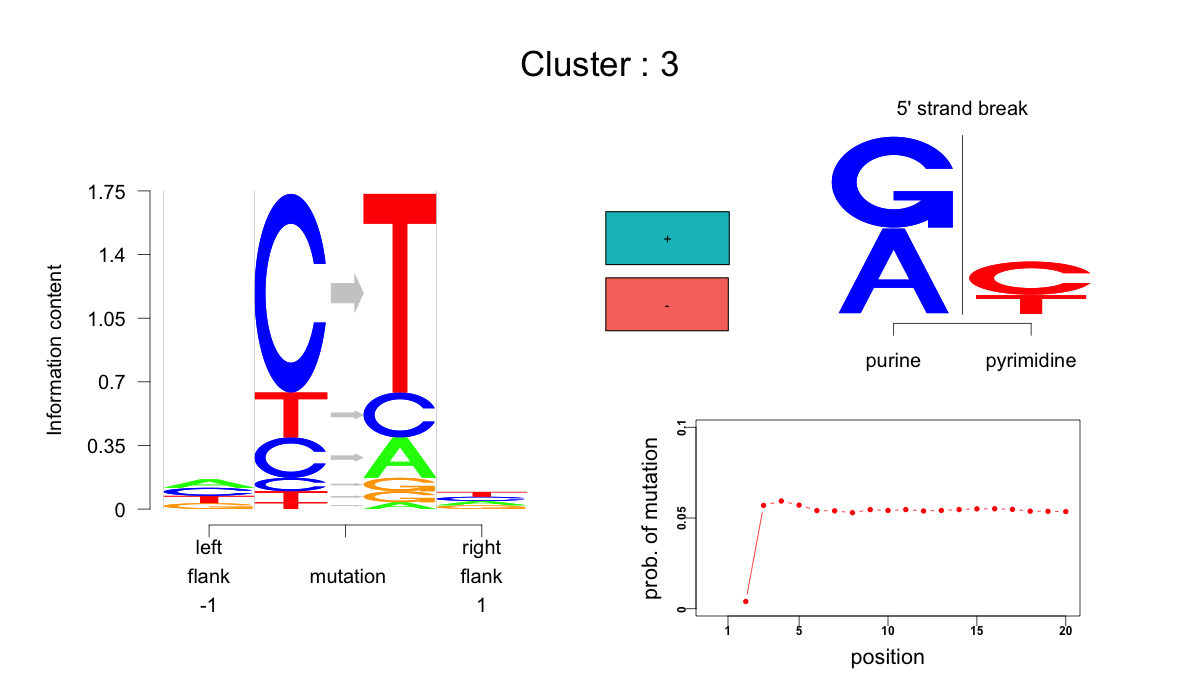 Cluster : 3
5' strand break
G
A
C
T
purine
pyrimidine
+
-
Information content
1.75
1.4
1.05
0.7
0.35
0
C
T
C
C
T
T
T
C
A
G
G
A
A
C
T
G
T
C
A
G
left
flank
-1
mutation
right
flank
1
prob. of mutation
0.1
0.05
0
1
5
10
15
20
position